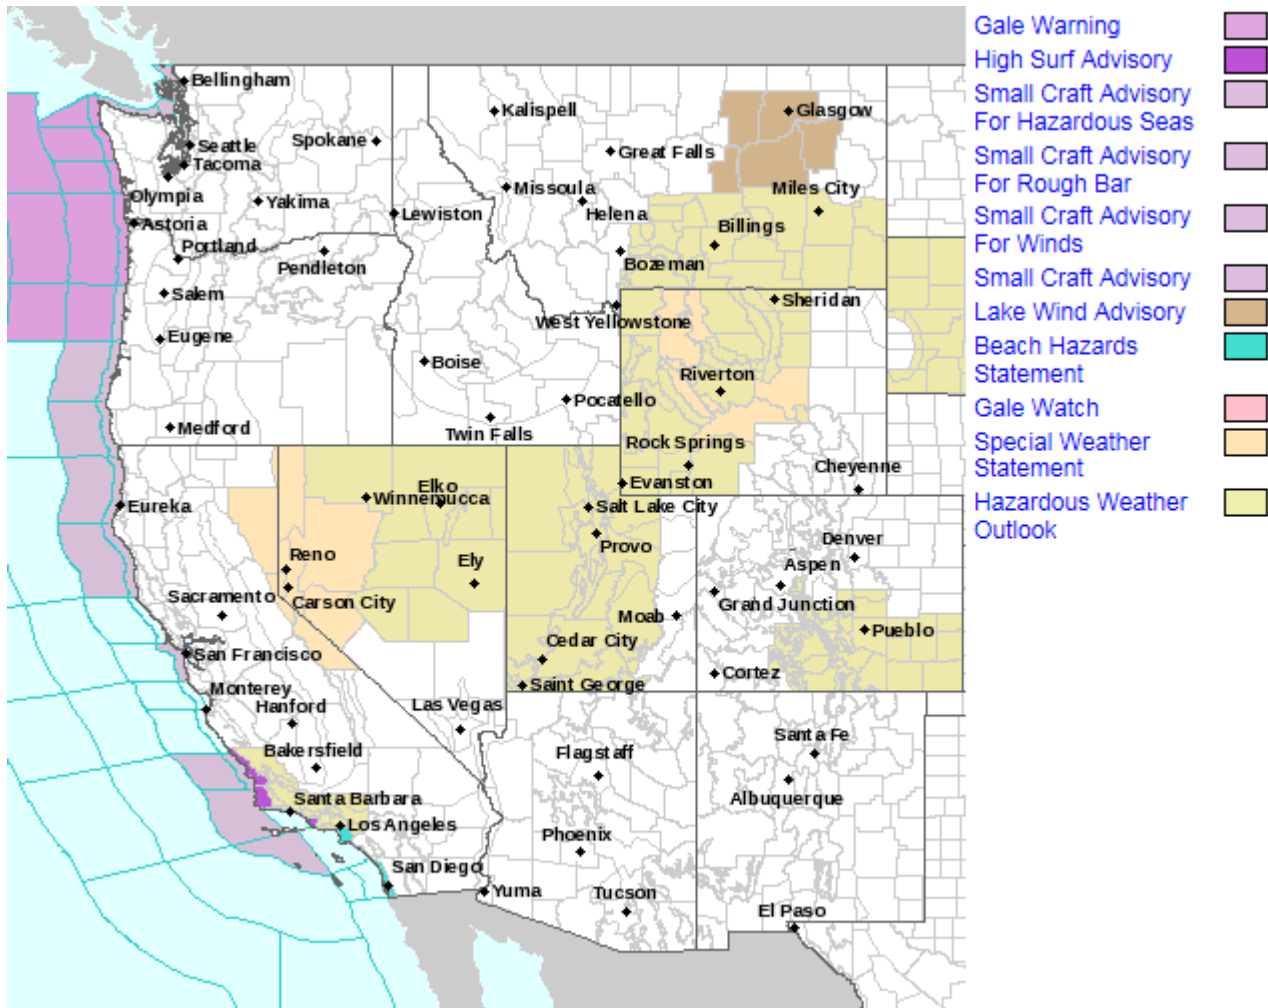 Gale Warning
High Surf Advisory
Small Craft Advisory
For Hazardous Seas
Small Craft Advisory
For Rough Bar
Small Craft Advisory
For Winds
Small Craft Advisory
Lake Wind Advisory
Beach Hazards
Statement
Gale Watch
Special Weather
Statement
Hazardous Weather
Outlook
Bellingham
Kalispell
Glasgow
Seattle
Spokane
Great Falls
Tacoma
Olympia
Yakima
Missoula
Miles City
Lewiston
Helena
Astoria
Billings
Portland
Pendleton
Bozeman
Salem
Sheridan
West Yellowstone
Eugene
Boise
Riverton
Pocatello
Medford
Twin Falls
Rock Springs
Cheyenne
Evanston
Elko
Winnemucca
Eureka
Salt Lake City
Provo
Denver
Reno
Ely
Aspen
Sacramento
Carson City
Grand Junction
Moab
Pueblo
San Francisco
Cedar City
Cortez
Monterey
Saint George
Hanford
Las Vegas
Bakersfield
Flagstaff
Santa Fe
Santa Barbara
Albuquerque
Los Angeles
Phoenix
San Diego
Yuma
Tucson
El Paso